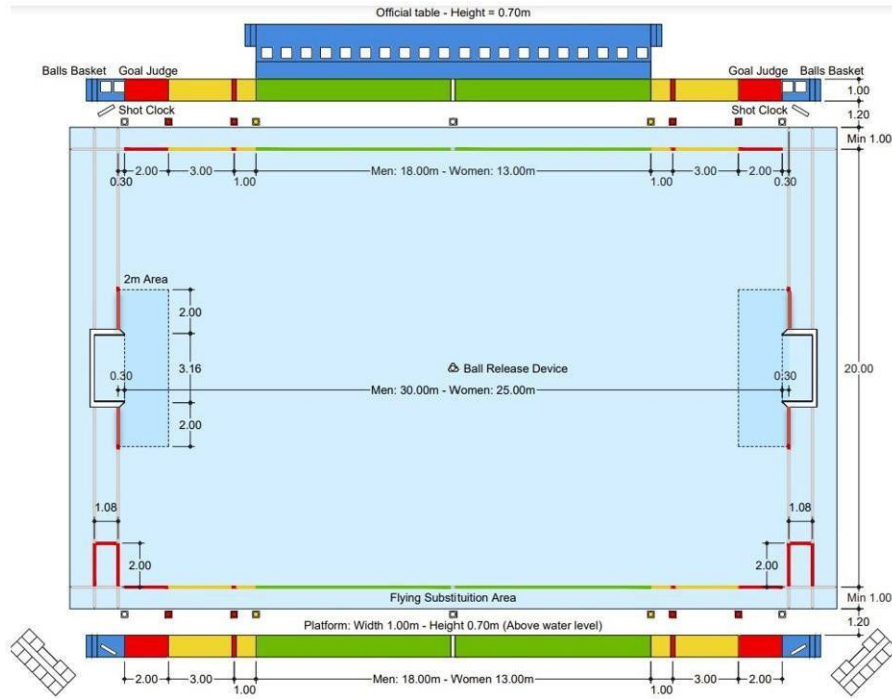 Official table - Height = 0.70m
Balls Basket Goal Judge
Goal Judge Balls Basket
1.00
Shot Clock
Shot Clock
1.20
Min 1.00
0.30 2.00 3.00 1.00 Men: 18.00m - Women: 13.00m 1.00 3.00 2.00 0.30
2m Area
2.00
3.16
Ball Release Device
20.00
0.30
0.30
Men: 30.00m - Women: 25.00m
2.00
1.08
1.08
2.00
2.00
Flying Substituition Area
Min 1.00
Platform: Width 1.00m - Height 0.70m (Above water level)
1.20
2.00 3.00 1.00 Men: 18.00m - Women 13.00m 1.00 3.00 2.00